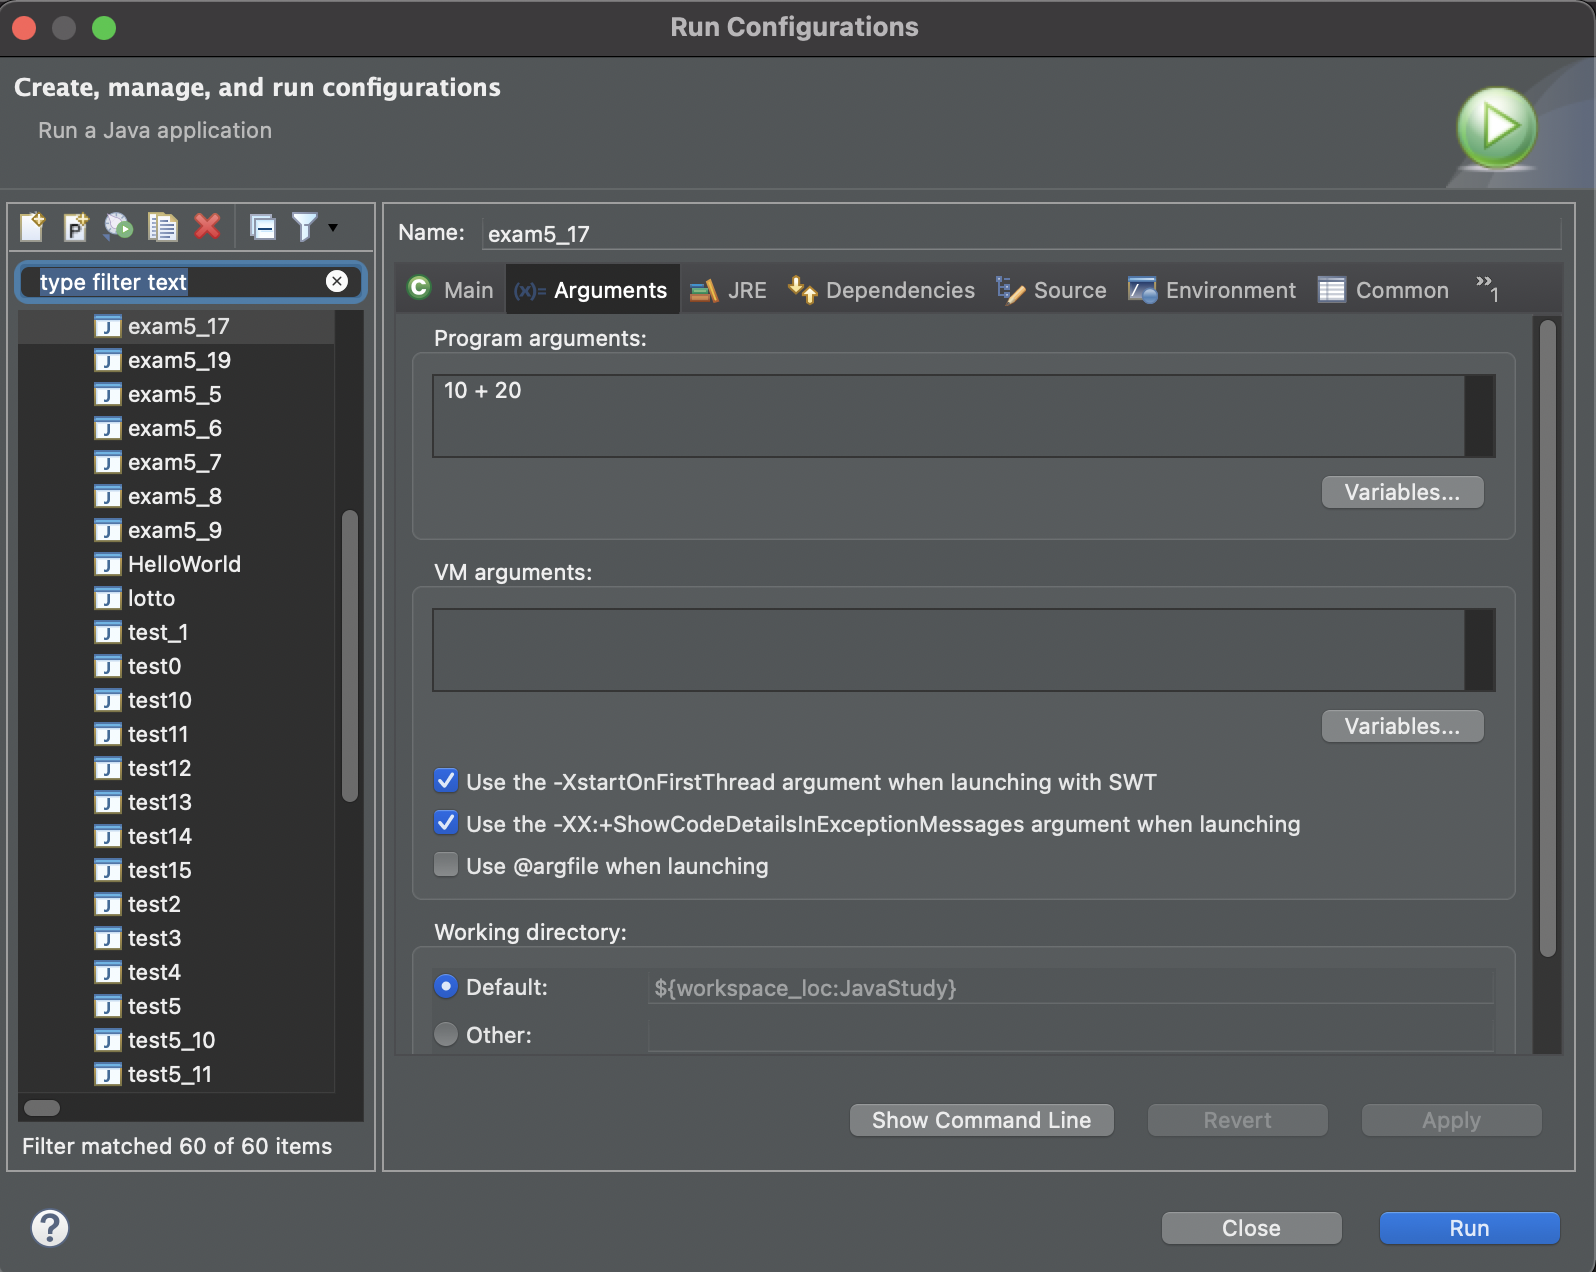 Run Configurations
Create, manage, and run configurations
Run a Java application
type filter text
exam5_17
exam5_19
exam5_5
exam5_6
exam5_7
exam5_8
exam5_9
HelloWorld
lotto
test_1
test0
test10
test11
test12
test13
test14
test15
test2
test3
test4
test5
test5_10
test5_11
Filter matched 60 of 60 items
Name: exam5_17
Main (x)= Arguments JRE Dependencies Source Environment Common »1
Program arguments:
10 + 20
Variables...
VM arguments:
Variables...
Use the -XstartOnFirstThread argument when launching with SWT
Use the -XX:+ShowCodeDetailsInExceptionMessages argument when launching
Use @argfile when launching
Working directory:
Default: ${workspace_loc:JavaStudy}
Other:
Show Command Line Revert Apply
Close Run